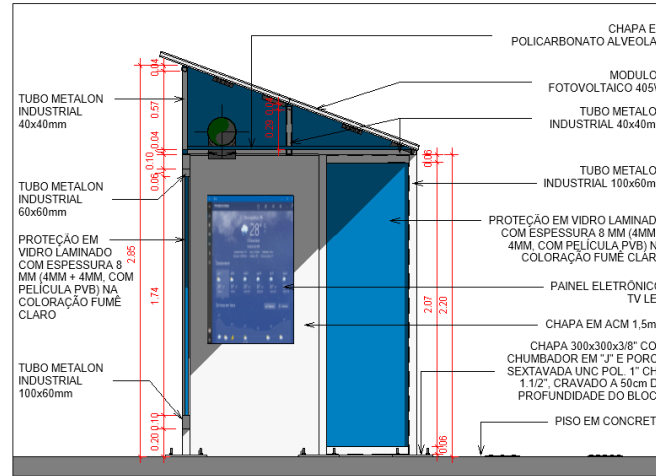 CHAPA E
POLICARBONATO ALVEOLA
MODULO
FOTOVOLTAICO 405W
TUBO METALO
INDUSTRIAL 40x40m
TUBO METALO
INDUSTRIAL 100x60m
PROTEÇÃO EM VIDRO LAMINAD
COM ESPESSURA 8 MM (4MM
4MM, COM PELÍCULA PVB) N
COLORAÇÃO FUMÊ CLAR
PAINEL ELETRÔNIC
TV LE
CHAPA EM ACM 1,5m
CHAPA 300x300x3/8" CO
CHUMBADOR EM "J" E PORC
SEXTAVADA UNC POL. 1" CH
1.1/2", CRAVADO A 50cm D
PROFUNDIDADE DO BLOC
PISO EM CONCRET
TUBO METALON
INDUSTRIAL
40x40mm
TUBO METALON
INDUSTRIAL
60x60mm
PROTEÇÃO EM
VIDRO LAMINADO
COM ESPESSURA 8
MM (4MM + 4MM, COM
PELÍCULA PVB) NA
COLORAÇÃO FUMÊ
CLARO
TUBO METALON
INDUSTRIAL
100x60mm
0.04
0.57
0.04
0.10
0.06
2.85
1.74
0.10
0.20
0.29
0.06
2.07
2.20
0.06
28°